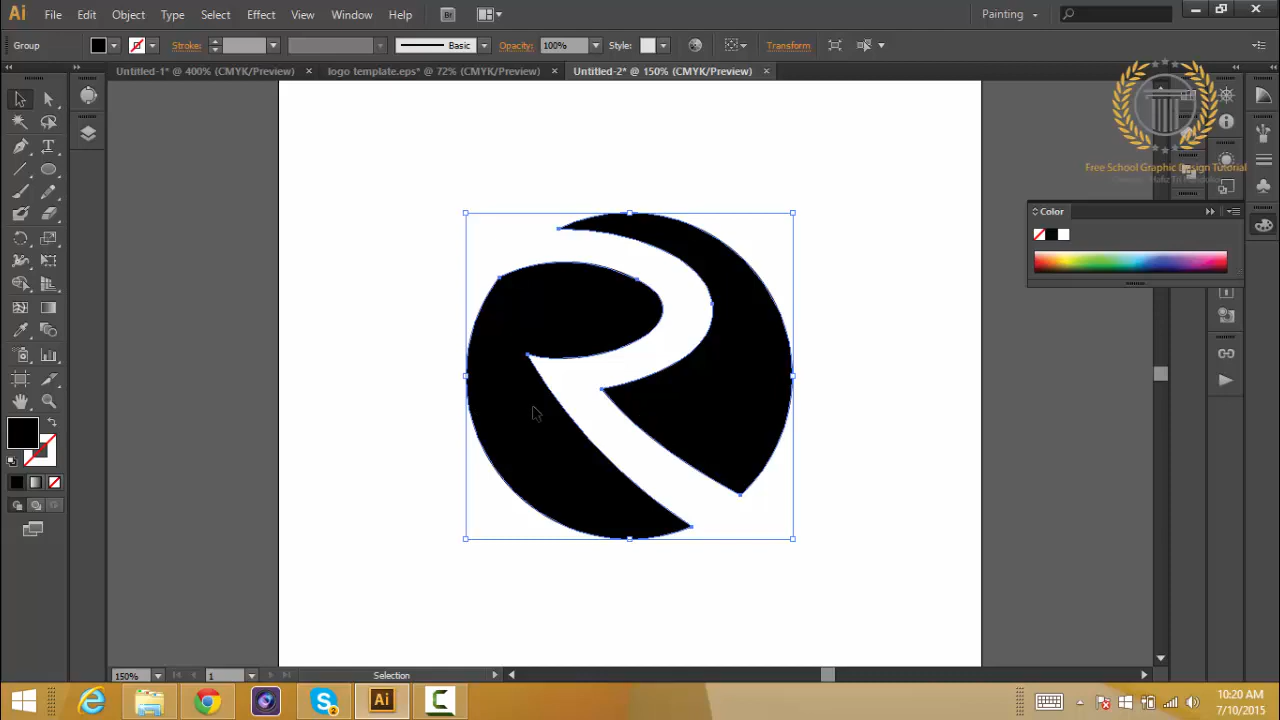 Ai File Edit Object Type Select Effect View Window Help Br Painting
Group Stroke: Basic Opacity: 100% Style: Transform
Untitled-1* @ 400% (CMYK/Preview) × logo template.eps* @ 72% (CMYK/Preview) × Untitled-2* @ 150% (CMYK/Preview) ×
Free School Graphic Design Tutorial
Color
R
150% 1 Selection
Ai
10:20 AM
7/10/2015